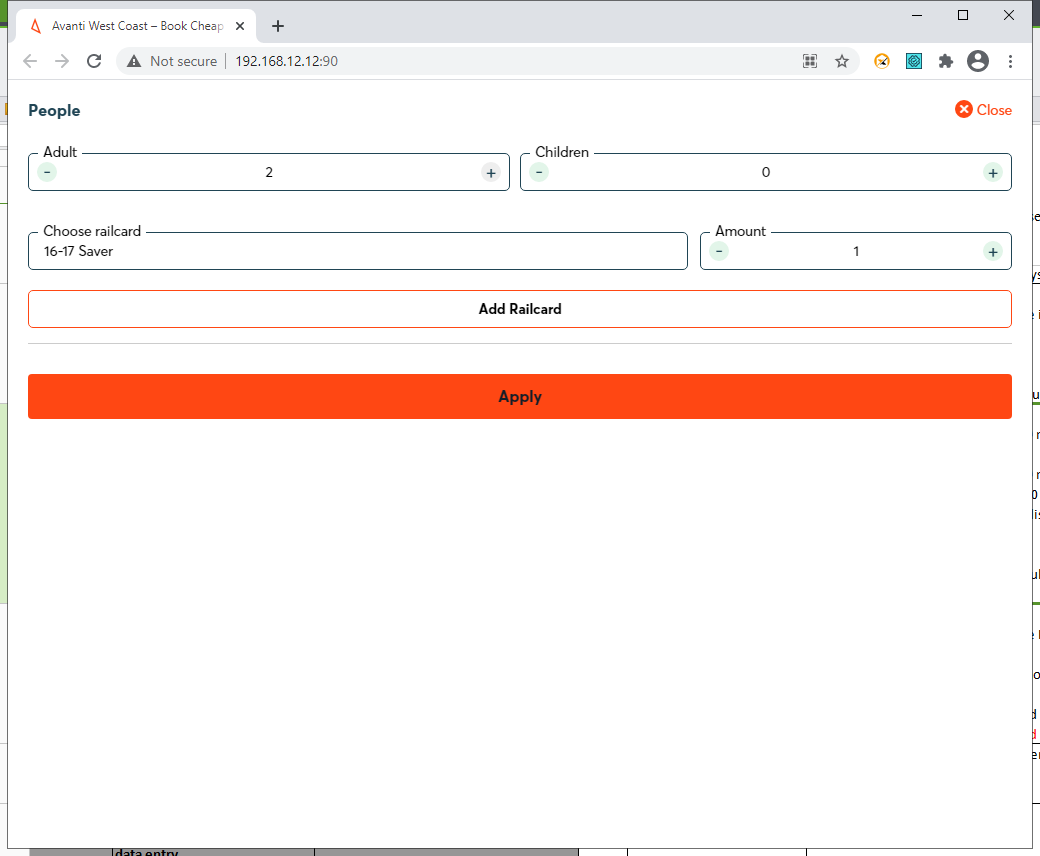 Avanti West Coast – Book Cheap
Not secure
192.168.12.12:90
People
Close
Adult
Children
- 2 +
- 0 +
Choose railcard
Amount
16-17 Saver
- 1 +
Add Railcard
Apply
data entry